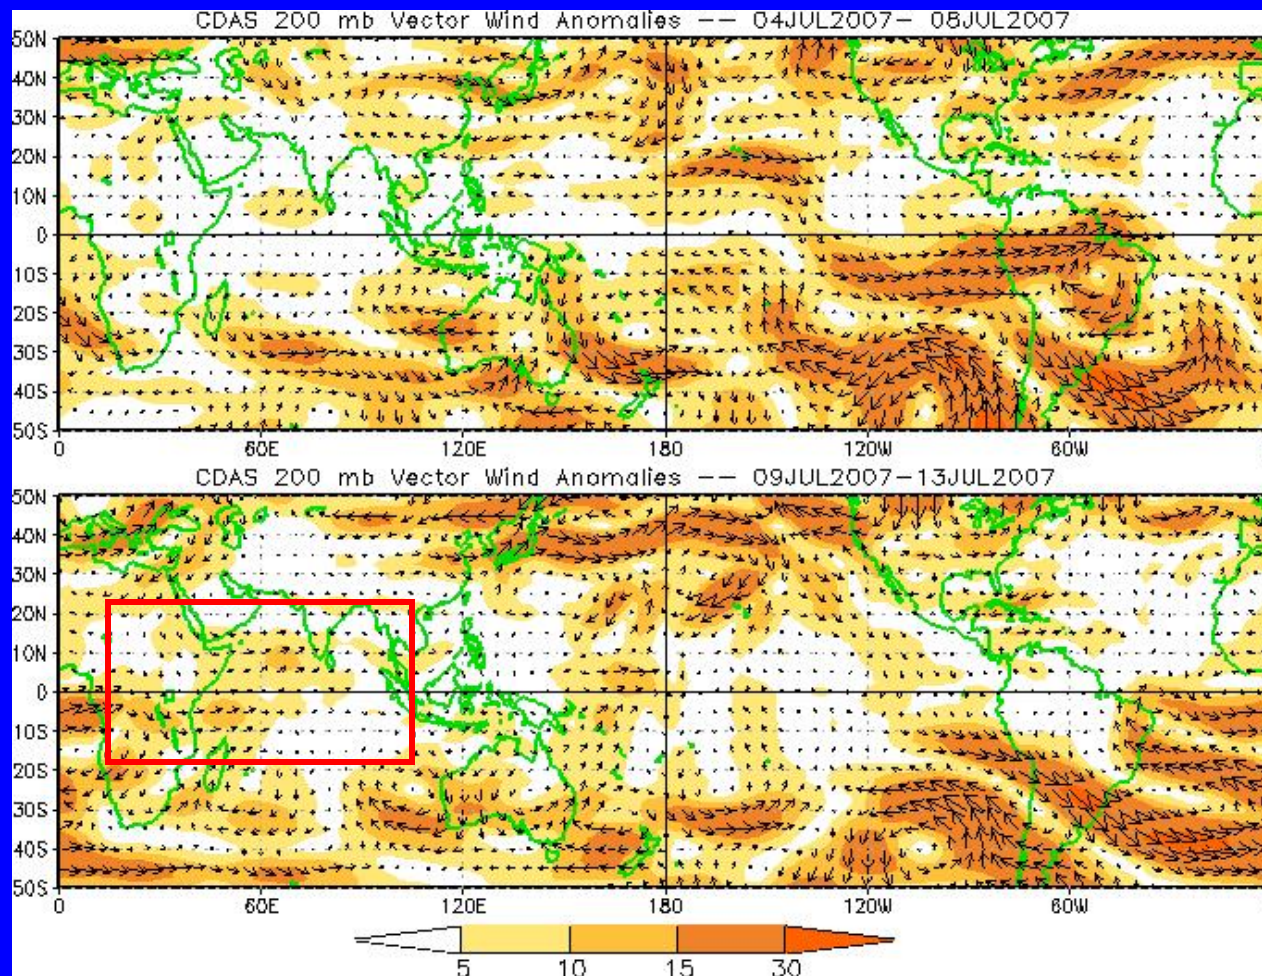 CDAS 200 mb Vector Wind Anomalies -- 04JUL2007- 08JUL2007
50N
40N
30N
20N
10N
0
10S
20S
30S
40S
50S
0 60E 120E 180 120W 60W
CDAS 200 mb Vector Wind Anomalies -- 09JUL2007-13JUL2007
50N
40N
30N
20N
10N
0
10S
20S
30S
40S
50S
0 60E 120E 180 120W 60W
5 10 15 30